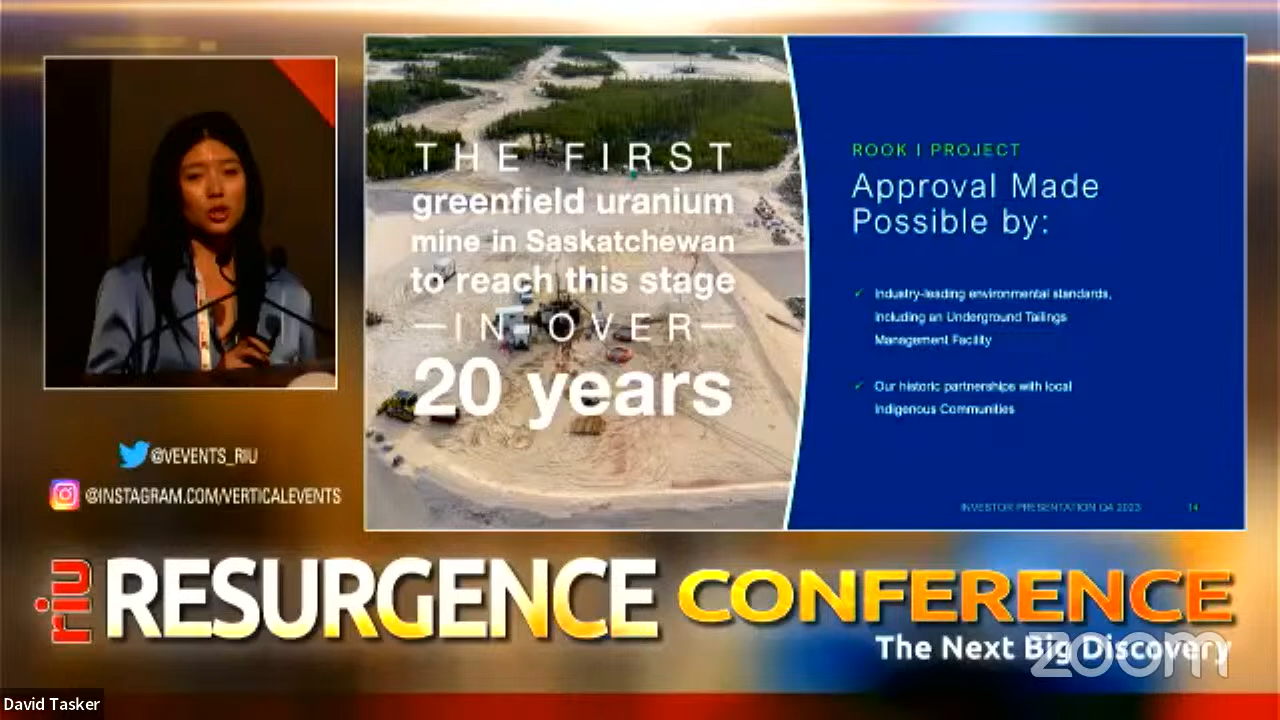 THE FIRST
greenfield uranium
mine in Saskatchewan
to reach this stage
—IN OVER—
20 years
ROOK I PROJECT
Approval Made
Possible by:
✓ Industry-leading environmental standards,
including an Underground Tailings
Management Facility
✓ Our historic partnerships with local
Indigenous Communities
INVESTOR PRESENTATION Q4 2023 14
@VEVENTS_RIU
@INSTAGRAM.COM/VERTICALEVENTS
riu RESURGENCE CONFERENCE
The Next Big Discovery
zoom
David Tasker